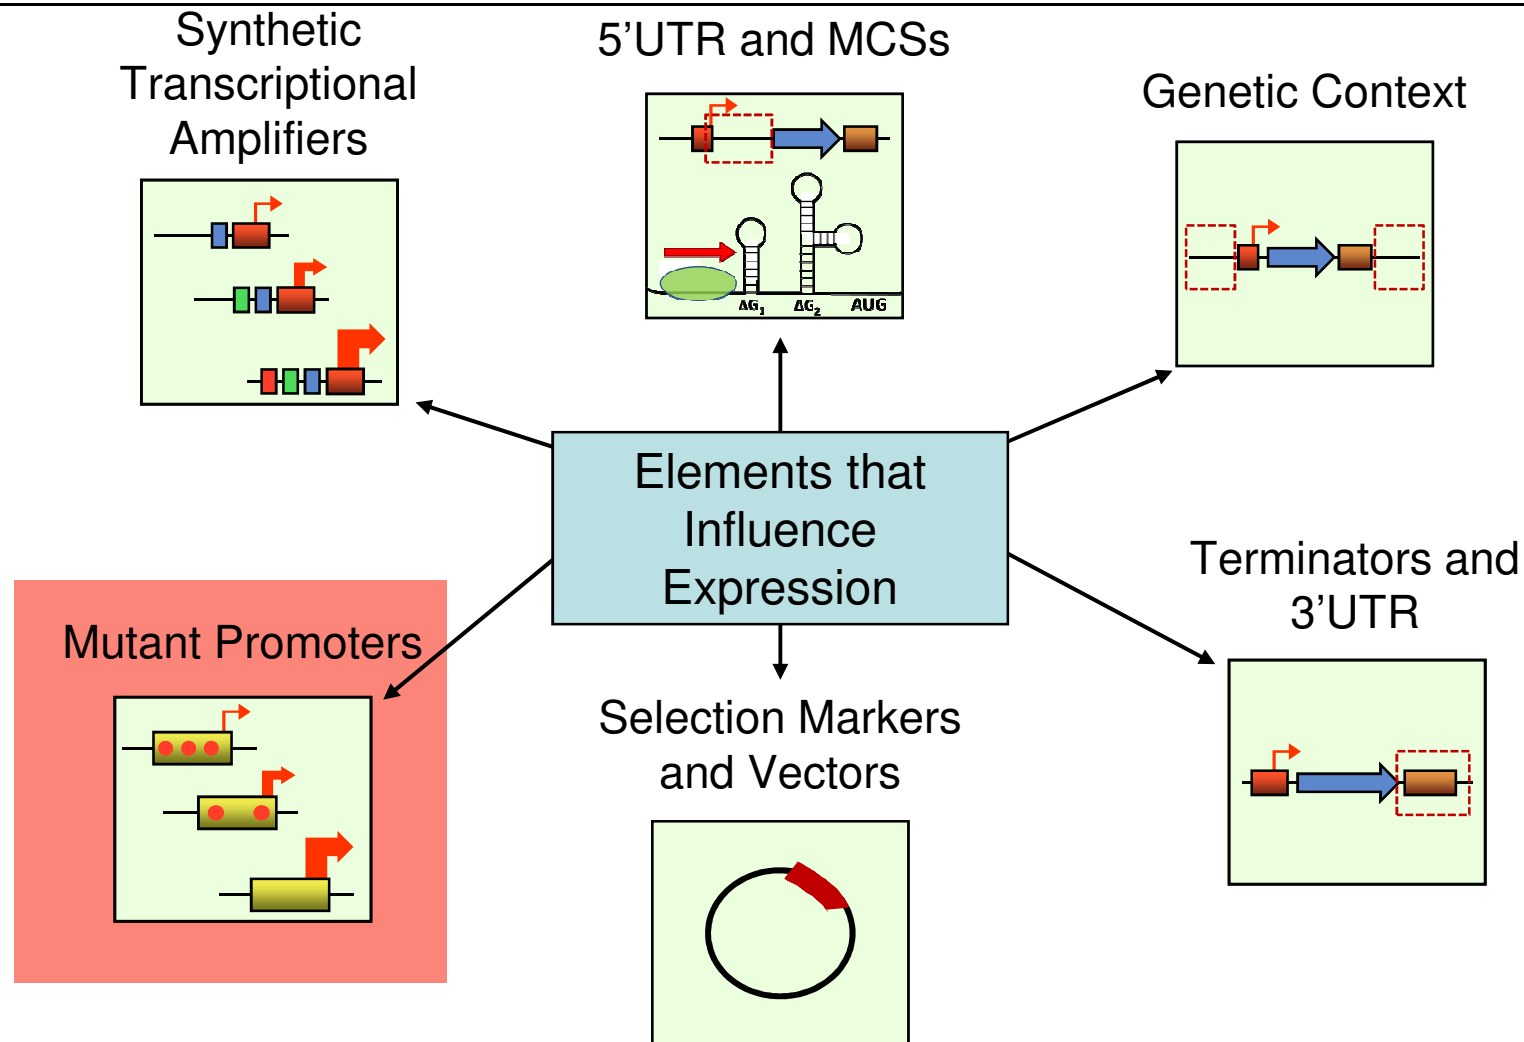 Synthetic
Transcriptional
Amplifiers
5’UTR and MCSs
ΔG1
ΔG2
AUG
Genetic Context
Elements that
Influence
Expression
Mutant Promoters
Selection Markers
and Vectors
Terminators and
3’UTR